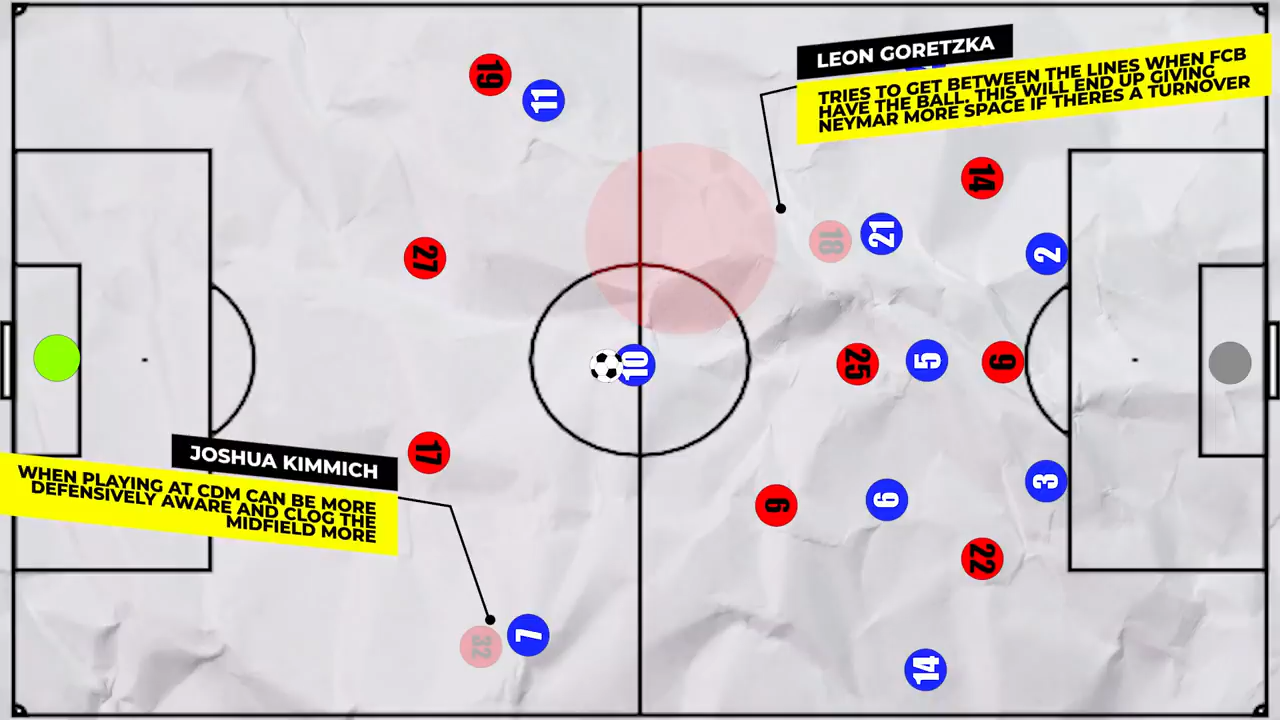 LEON GORETZKA
TRIES TO GET BETWEEN THE LINES WHEN FCB
HAVE THE BALL, THIS WILL END UP GIVING
NEYMAR MORE SPACE IF THERES A TURNOVER
19
11
14
18
21
2
27
10
25
5
9
17
JOSHUA KIMMICH
WHEN PLAYING AT CDM CAN BE MORE
DEFENSIVELY AWARE AND CLOG THE
MIDFIELD MORE
3
6
6
22
32
7
14